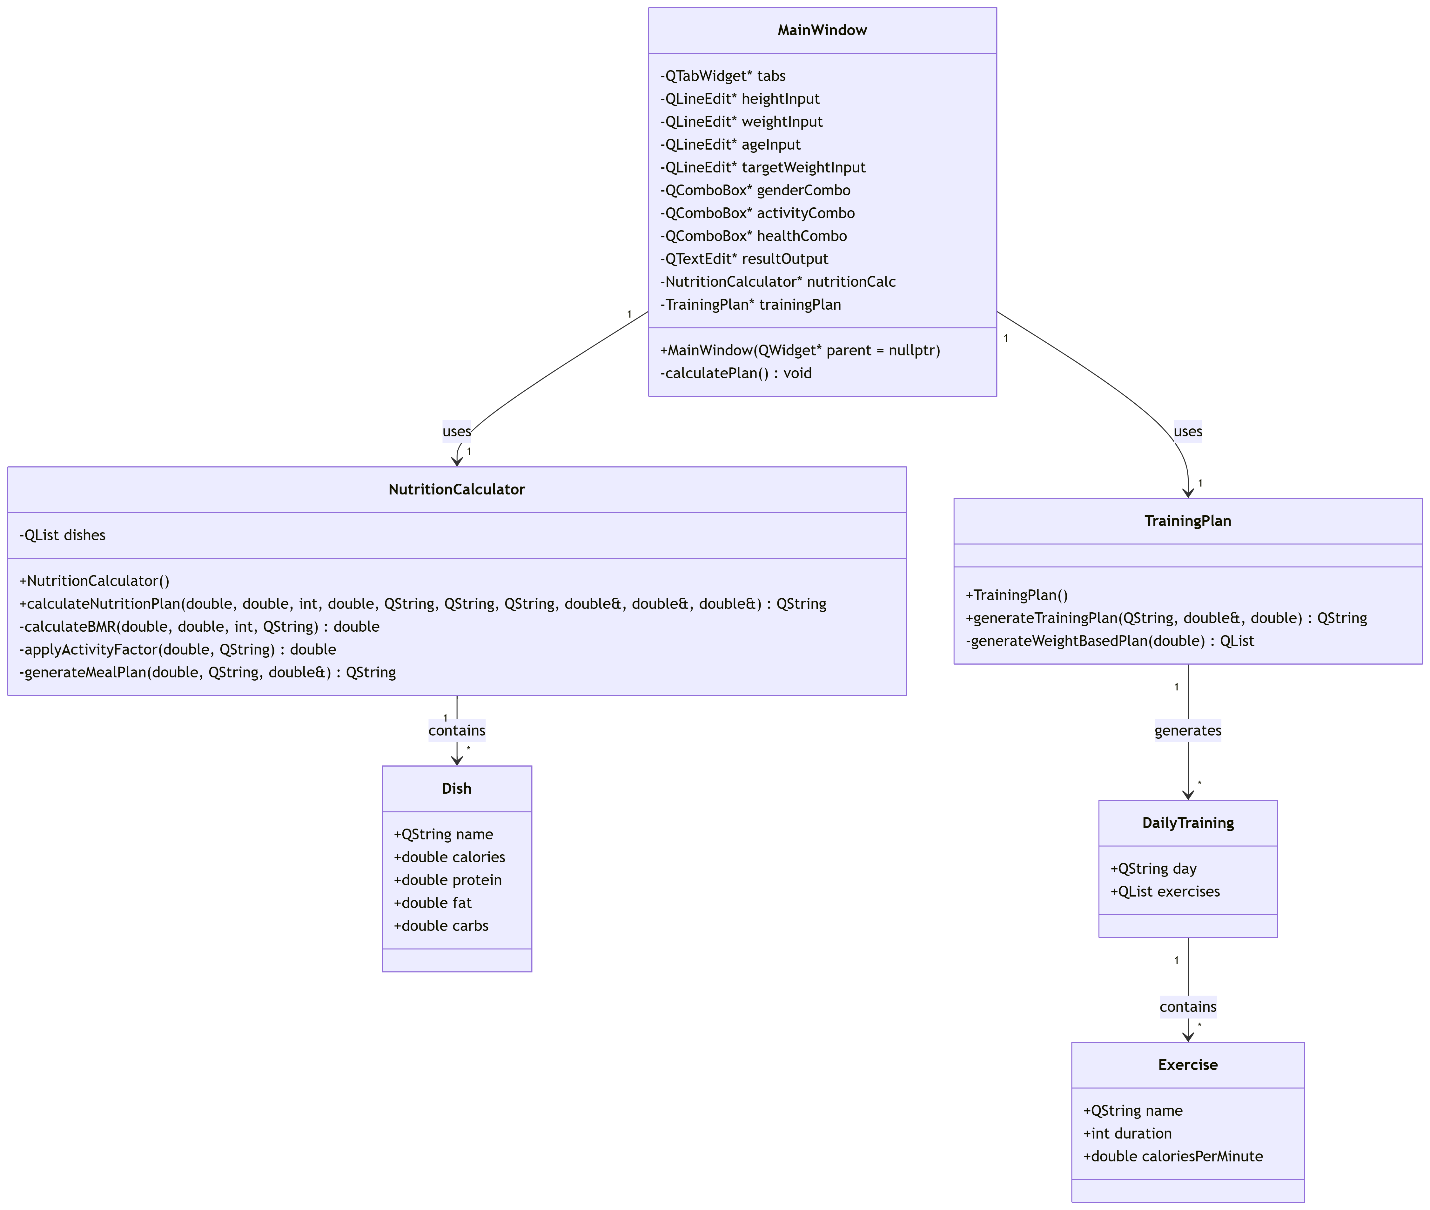 MainWindow
-QTabWidget* tabs
-QLineEdit* heightInput
-QLineEdit* weightInput
-QLineEdit* ageInput
-QLineEdit* targetWeightInput
-QComboBox* genderCombo
-QComboBox* activityCombo
-QComboBox* healthCombo
-QTextEdit* resultOutput
-NutritionCalculator* nutritionCalc
-TrainingPlan* trainingPlan
+MainWindow(QWidget* parent = nullptr)
-calculatePlan() : void
1
uses
1
1
uses
1
NutritionCalculator
-QList dishes
+NutritionCalculator()
+calculateNutritionPlan(double, double, int, double, QString, QString, QString, double&, double&, double&) : QString
-calculateBMR(double, double, int, QString) : double
-applyActivityFactor(double, QString) : double
-generateMealPlan(double, QString, double&) : QString
TrainingPlan
+TrainingPlan()
+generateTrainingPlan(QString, double&, double) : QString
-generateWeightBasedPlan(double) : QList
1
contains
*
Dish
+QString name
+double calories
+double protein
+double fat
+double carbs
1
generates
*
DailyTraining
+QString day
+QList exercises
1
contains
*
Exercise
+QString name
+int duration
+double caloriesPerMinute